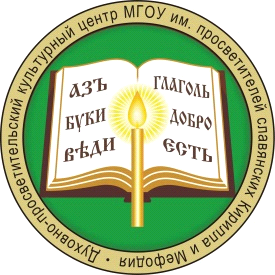 Духовно-просветительский культурный центр МГОУ им. просветителей славянских Кирилла и Мефодия •
АЗЪ
БУКИ
ВѢДИ
ГЛАГОЛЬ
ДОБРО
ЕСТЬ